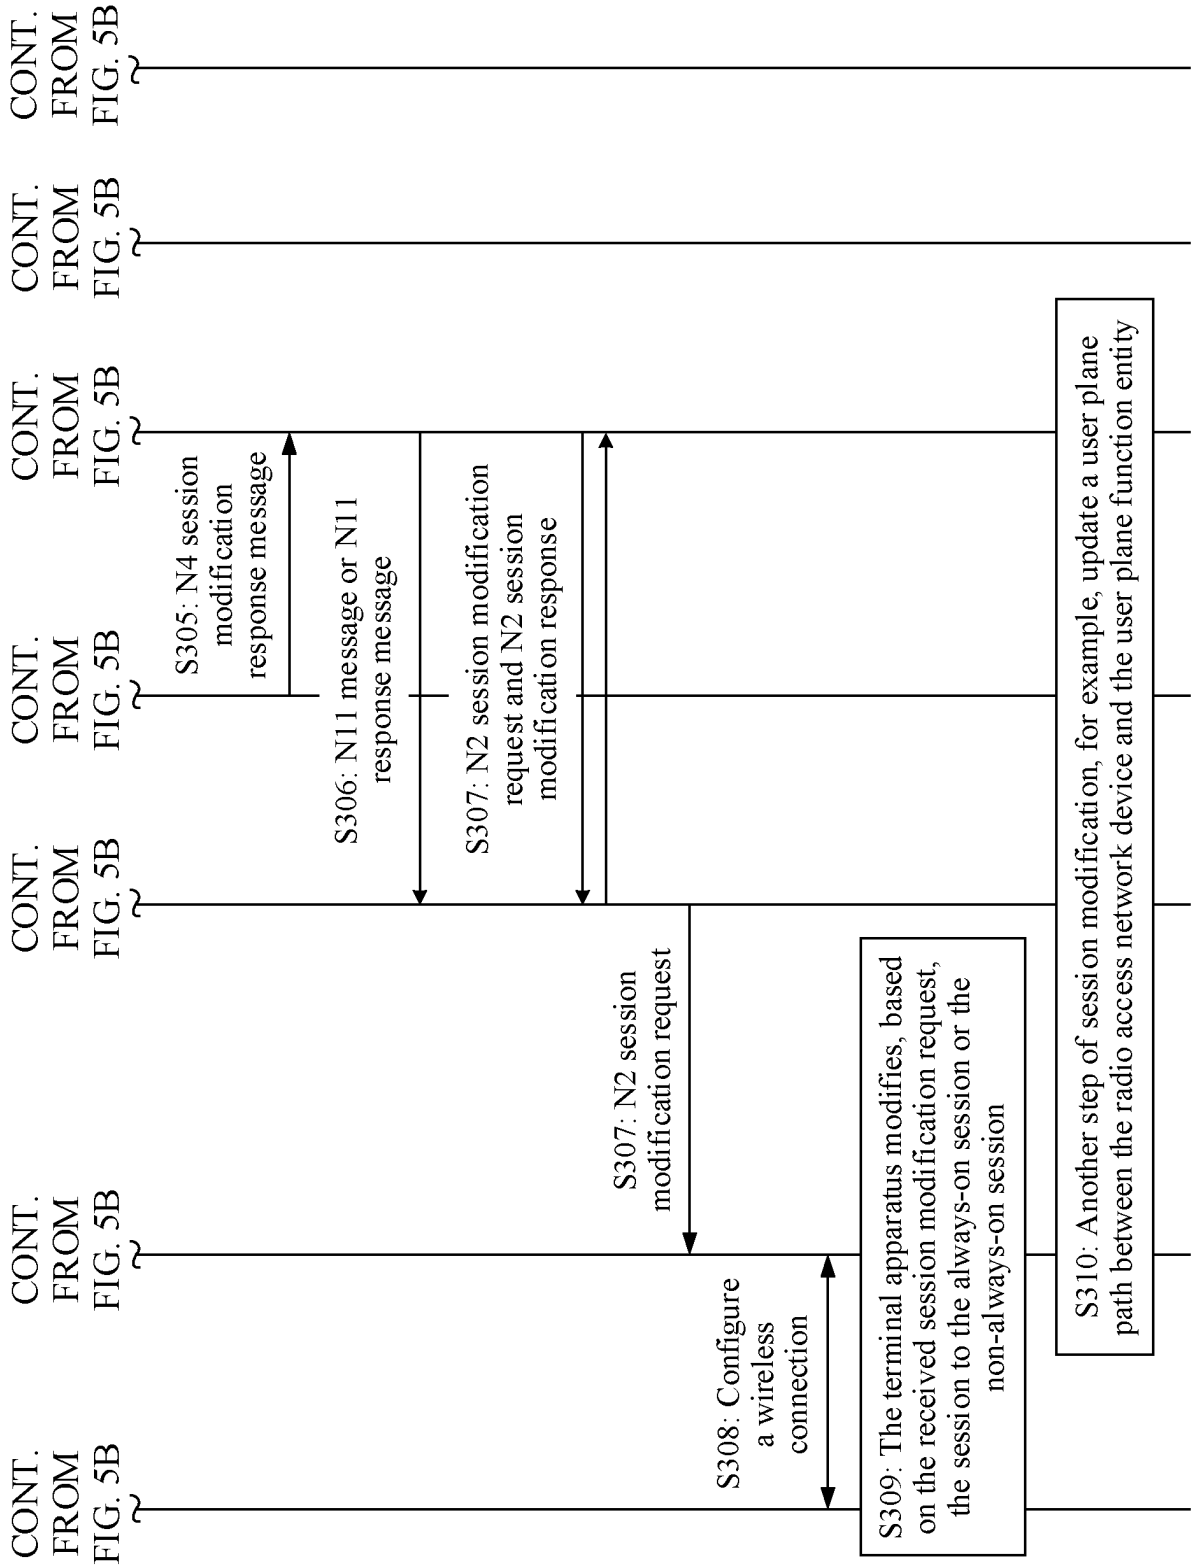 CONT.
FROM
FIG. 5B
CONT.
FROM
FIG. 5B
CONT.
FROM
FIG. 5B
CONT.
FROM
FIG. 5B
CONT.
FROM
FIG. 5B
CONT.
FROM
FIG. 5B
CONT.
FROM
FIG. 5B
S305: N4 session
modification
response message
S306: N11 message or N11
response message
S307: N2 session modification
request and N2 session
modification response
S307: N2 session
modification request
S308: Configure
a wireless
connection
S309: The terminal apparatus modifies, based
on the received session modification request,
the session to the always-on session or the
non-always-on session
S310: Another step of session modification, for example, update a user plane
path between the radio access network device and the user plane function entity